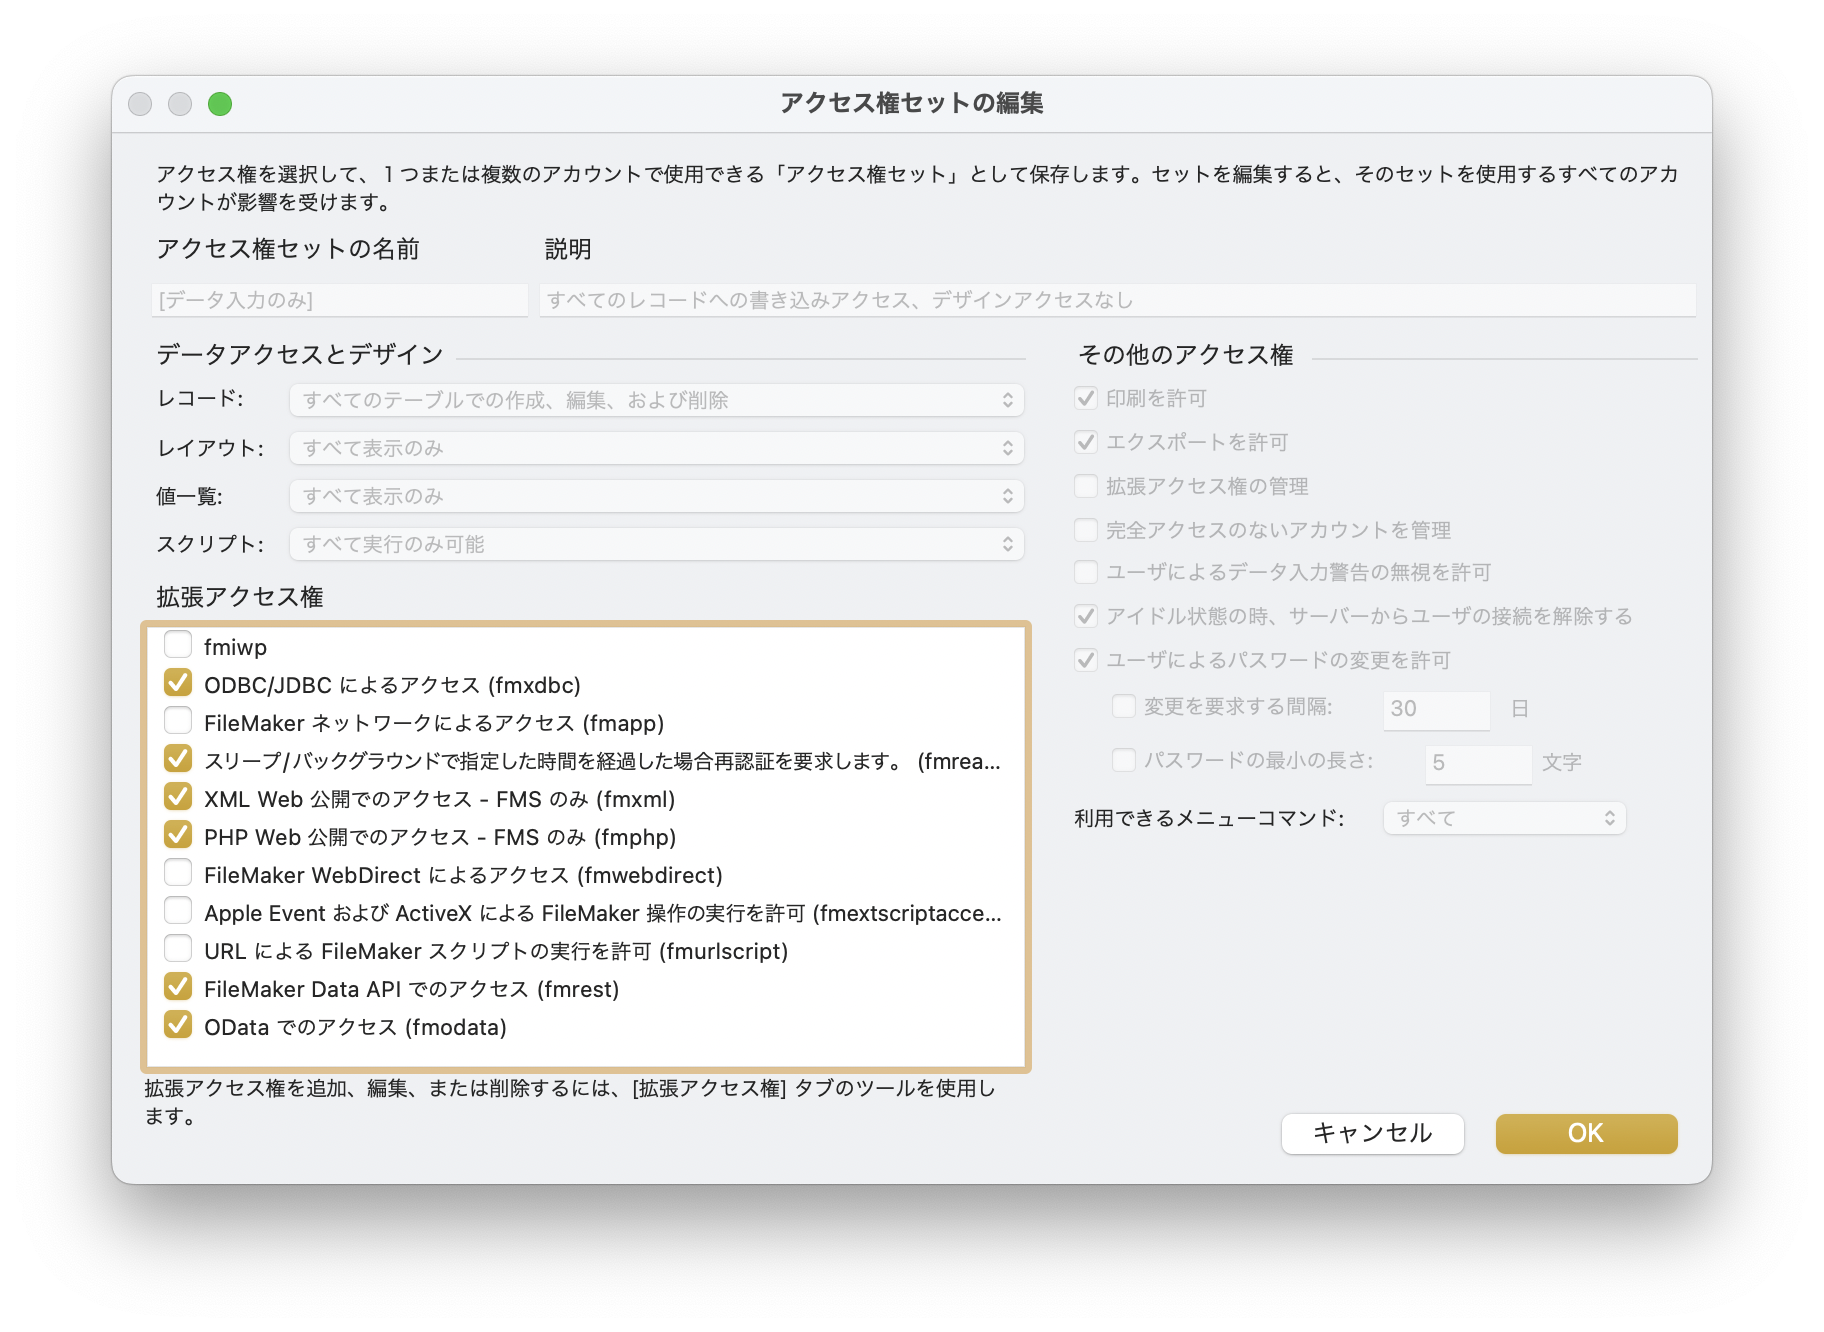 アクセス権セットの編集
アクセス権を選択して、1 つまたは複数のアカウントで使用できる「アクセス権セット」として保存します。セットを編集すると、そのセットを使用するすべてのアカ
ウントが影響を受けます。
アクセス権セットの名前
説明
[データ入力のみ]
すべてのレコードへの書き込みアクセス、デザインアクセスなし
データアクセスとデザイン
レコード:
すべてのテーブルでの作成、編集、および削除
レイアウト:
すべて表示のみ
値一覧:
すべて表示のみ
スクリプト:
すべて実行のみ可能
拡張アクセス権
fmiwp
ODBC/JDBC によるアクセス (fmxdbc)
FileMaker ネットワークによるアクセス (fmapp)
スリープ/バックグラウンドで指定した時間を経過した場合再認証を要求します。 (fmrea...
XML Web 公開でのアクセス - FMS のみ (fmxml)
PHP Web 公開でのアクセス - FMS のみ (fmphp)
FileMaker WebDirect によるアクセス (fmwebdirect)
Apple Event および ActiveX による FileMaker 操作の実行を許可 (fmextscriptacce...
URL による FileMaker スクリプトの実行を許可 (fmurlscript)
FileMaker Data API でのアクセス (fmrest)
OData でのアクセス (fmodata)
拡張アクセス権を追加、編集、または削除するには、[拡張アクセス権] タブのツールを使用し
ます。
その他のアクセス権
印刷を許可
エクスポートを許可
拡張アクセス権の管理
完全アクセスのないアカウントを管理
ユーザによるデータ入力警告の無視を許可
アイドル状態の時、サーバーからユーザの接続を解除する
ユーザによるパスワードの変更を許可
変更を要求する間隔: 30 日
パスワードの最小の長さ: 5 文字
利用できるメニューコマンド: すべて
キャンセル
OK